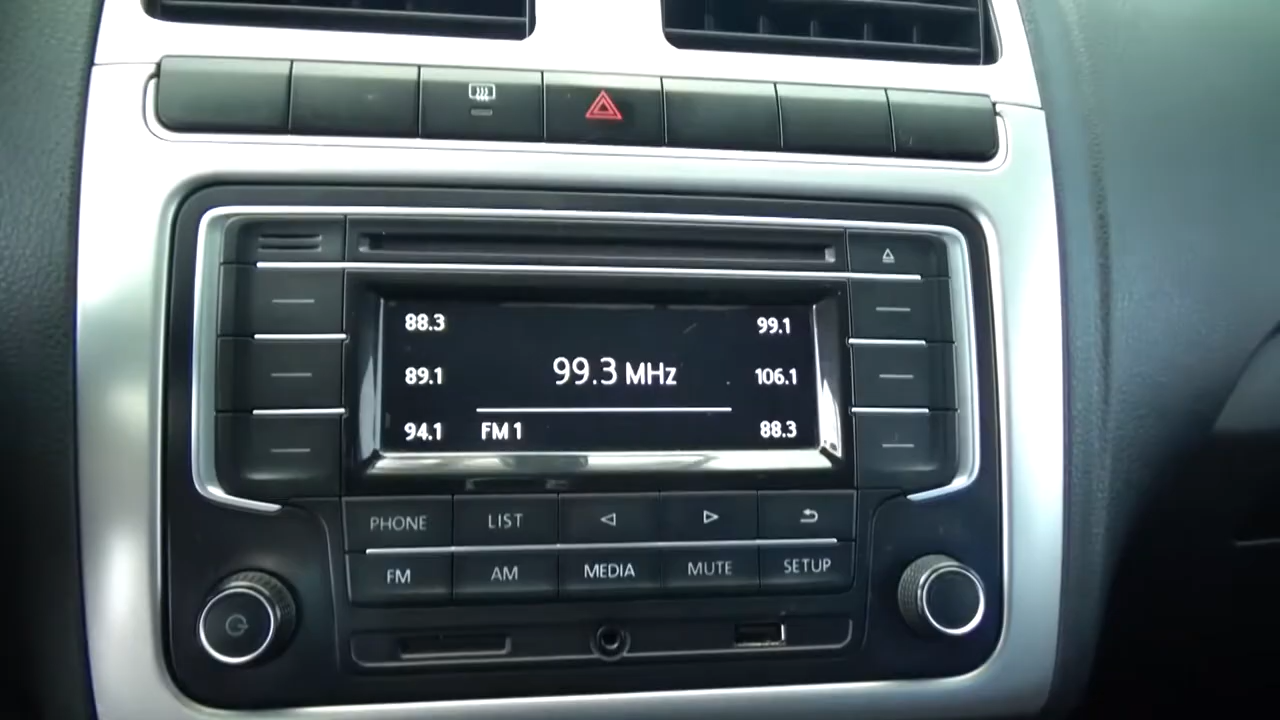 88.3
99.1
99.3 MHz
89.1
106.1
94.1
FM 1
88.3
PHONE
LIST
FM
AM
MEDIA
MUTE
SETUP